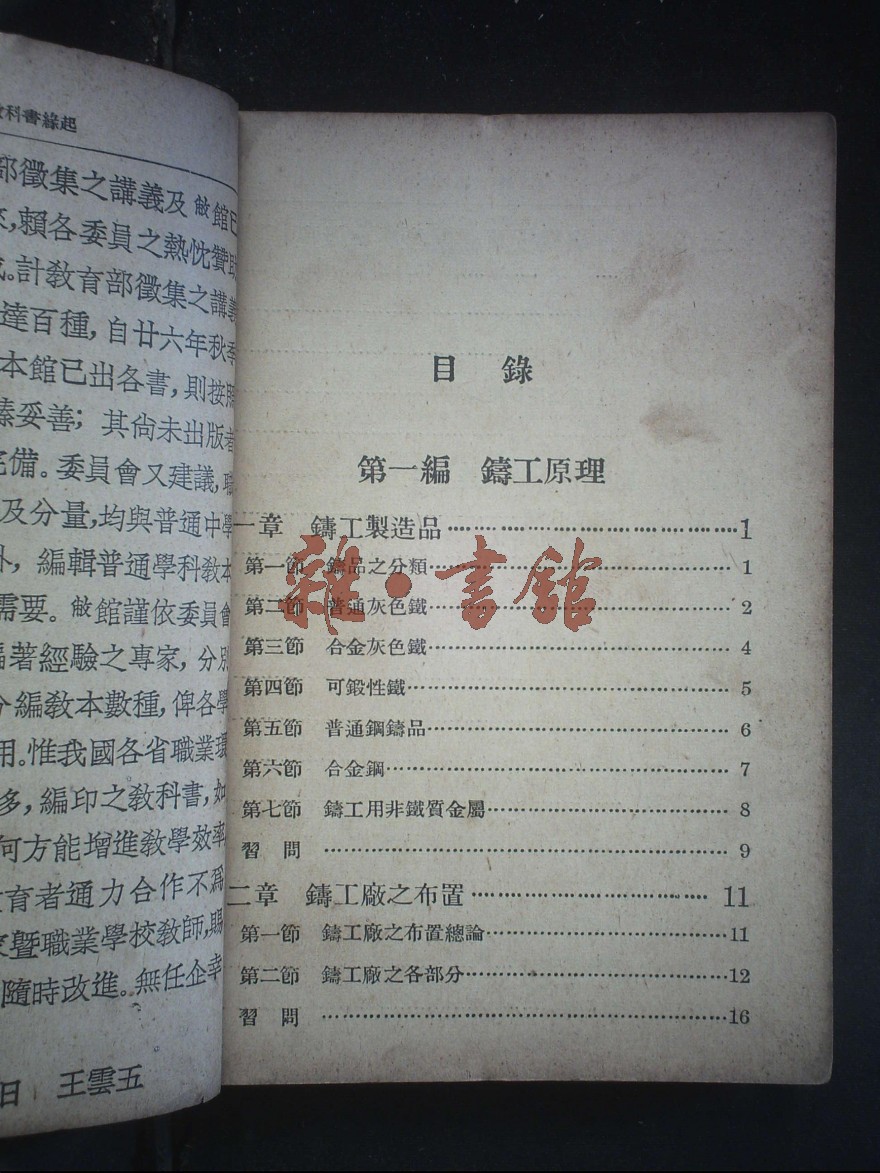 科書緣起
部徵集之講義及敝館已
來,賴各委員之熱忱贊助
成。計教育部徵集之講義
達百種,自廿六年秋季
本館已出各書,則按照
臻妥善;其尚未出版者
完備。委員會又建議,職
及分量,均與普通中學
外,編輯普通學科教本
需要。敝館謹依委員會
編著經驗之專家,分別
分編教本數種,俾各學
用。惟我國各省職業環
多,編印之教科書,如
何方能增進教學效率
育者通力合作不爲
家曁職業學校教師,賜
隨時改進。無任企幸
日 王雲五
目 錄
第一編 鑄工原理
一章 鑄工製造品……………………………1
第一節 鑄品之分類……………………………1
第二節 普通灰色鐵……………………………2
第三節 合金灰色鐵……………………………4
第四節 可鍛性鐵……………………………5
第五節 普通鋼鑄品……………………………6
第六節 合金鋼……………………………7
第七節 鑄工用非鐵質金屬……………………………8
習 問……………………………9
二章 鑄工廠之布置……………………………11
第一節 鑄工廠之布置總論……………………………11
第二節 鑄工廠之各部分……………………………12
習 問……………………………16
雜·書館